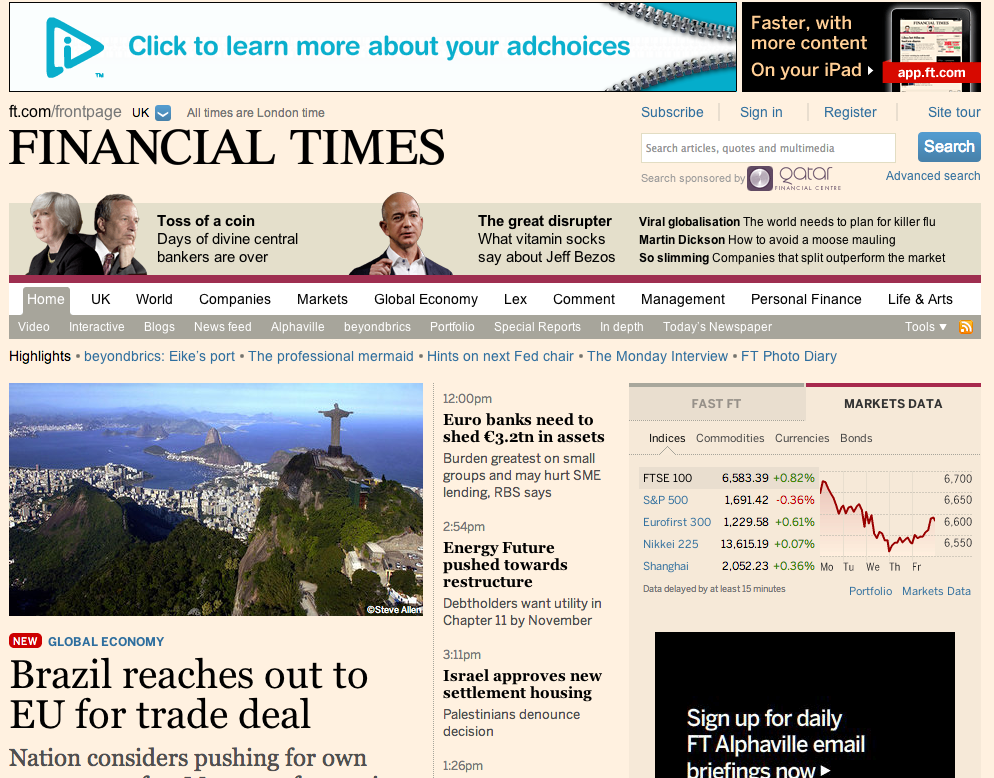 Click to learn more about your adchoices
TM
Faster, with
more content
On your iPad
FINANCIAL TIMES
app.ft.com
ft.com/frontpage UK All times are London time
FINANCIAL TIMES
Subscribe Sign in Register Site tour
Search articles, quotes and multimedia Search
Search sponsored by Qatar FINANCIAL CENTRE Advanced search
Toss of a coin
Days of divine central
bankers are over
The great disrupter
What vitamin socks
say about Jeff Bezos
Viral globalisation The world needs to plan for killer flu
Martin Dickson How to avoid a moose mauling
So slimming Companies that split outperform the market
Home UK World Companies Markets Global Economy Lex Comment Management Personal Finance Life & Arts
Video Interactive Blogs News feed Alphaville beyondbrics Portfolio Special Reports In depth Today's Newspaper Tools
Highlights • beyondbrics: Eike's port • The professional mermaid • Hints on next Fed chair • The Monday Interview • FT Photo Diary
©Steve Allen
NEW GLOBAL ECONOMY
Brazil reaches out to
EU for trade deal
Nation considers pushing for own
12:00pm
Euro banks need to
shed €3.2tn in assets
Burden greatest on small
groups and may hurt SME
lending, RBS says
2:54pm
Energy Future
pushed towards
restructure
Debtholders want utility in
Chapter 11 by November
3:11pm
Israel approves new
settlement housing
Palestinians denounce
decision
1:26pm
FAST FT MARKETS DATA
Indices Commodities Currencies Bonds
FTSE 100 6,583.39 +0.82%
S&P 500 1,691.42 -0.36%
Eurofirst 300 1,229.58 +0.61%
Nikkei 225 13,615.19 +0.07%
Shanghai 2,052.23 +0.36%
6,700
6,650
6,600
6,550
Mo Tu We Th Fr
Data delayed by at least 15 minutes
Portfolio Markets Data
Sign up for daily
FT Alphaville email
briefings now